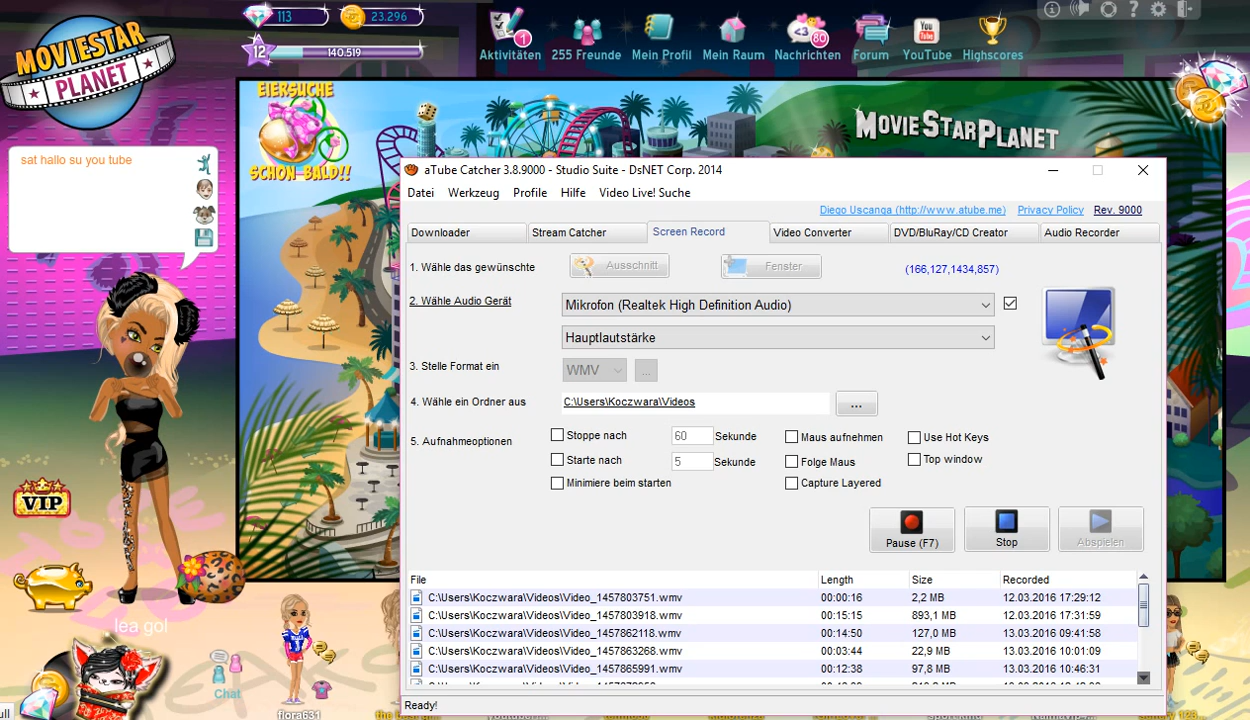 113
23.296
12
140.519
MOVIESTAR
PLANET
Aktivitäten
1
255 Freunde
Mein Profil
Mein Raum
Nachrichten
80
Forum
YouTube
Highscores
EIERSUCHE
SCHON BALD!!
MOVIESTARPLANET
sat hallo su you tube
VIP
lea gol
Chat
fiora631
aTube Catcher 3.8.9000 - Studio Suite - DsNET Corp. 2014
Datei Werkzeug Profile Hilfe Video Live! Suche
Diego Uscanga (http://www.atube.me) Privacy Policy Rev. 9000
Downloader Stream Catcher Screen Record Video Converter DVD/BluRay/CD Creator Audio Recorder
1. Wähle das gewünschte Ausschnitt Fenster (166,127,1434,857)
2. Wähle Audio Gerät Mikrofon (Realtek High Definition Audio)
Hauptlautstärke
3. Stelle Format ein WMV ...
4. Wähle ein Ordner aus C:\Users\Koczwara\Videos ...
5. Aufnahmeoptionen
Stoppe nach 60 Sekunde Maus aufnehmen Use Hot Keys
Starte nach 5 Sekunde Folge Maus Top window
Minimiere beim starten Capture Layered
Pause (F7) Stop Abspielen
File Length Size Recorded
C:\Users\Koczwara\Videos\Video_1457803751.wmv 00:00:16 2,2 MB 12.03.2016 17:29:12
C:\Users\Koczwara\Videos\Video_1457803918.wmv 00:15:15 893,1 MB 12.03.2016 17:31:59
C:\Users\Koczwara\Videos\Video_1457862118.wmv 00:14:50 127,0 MB 13.03.2016 09:41:58
C:\Users\Koczwara\Videos\Video_1457863268.wmv 00:03:44 22,9 MB 13.03.2016 10:01:09
C:\Users\Koczwara\Videos\Video_1457865991.wmv 00:12:38 97,8 MB 13.03.2016 10:46:31
Ready!